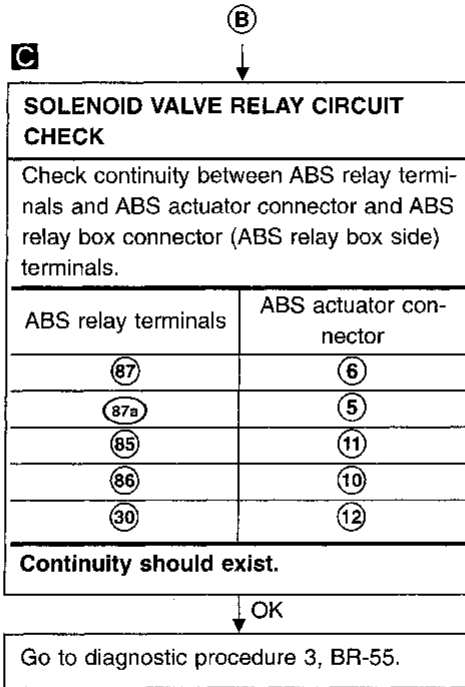 B
C
SOLENOID VALVE RELAY CIRCUIT
CHECK
Check continuity between ABS relay termi-
nals and ABS actuator connector and ABS
relay box connector (ABS relay box side)
terminals.
ABS relay terminals
ABS actuator con-
nector
87 6
87a 5
85 11
86 10
30 12
Continuity should exist.
OK
Go to diagnostic procedure 3, BR-55.